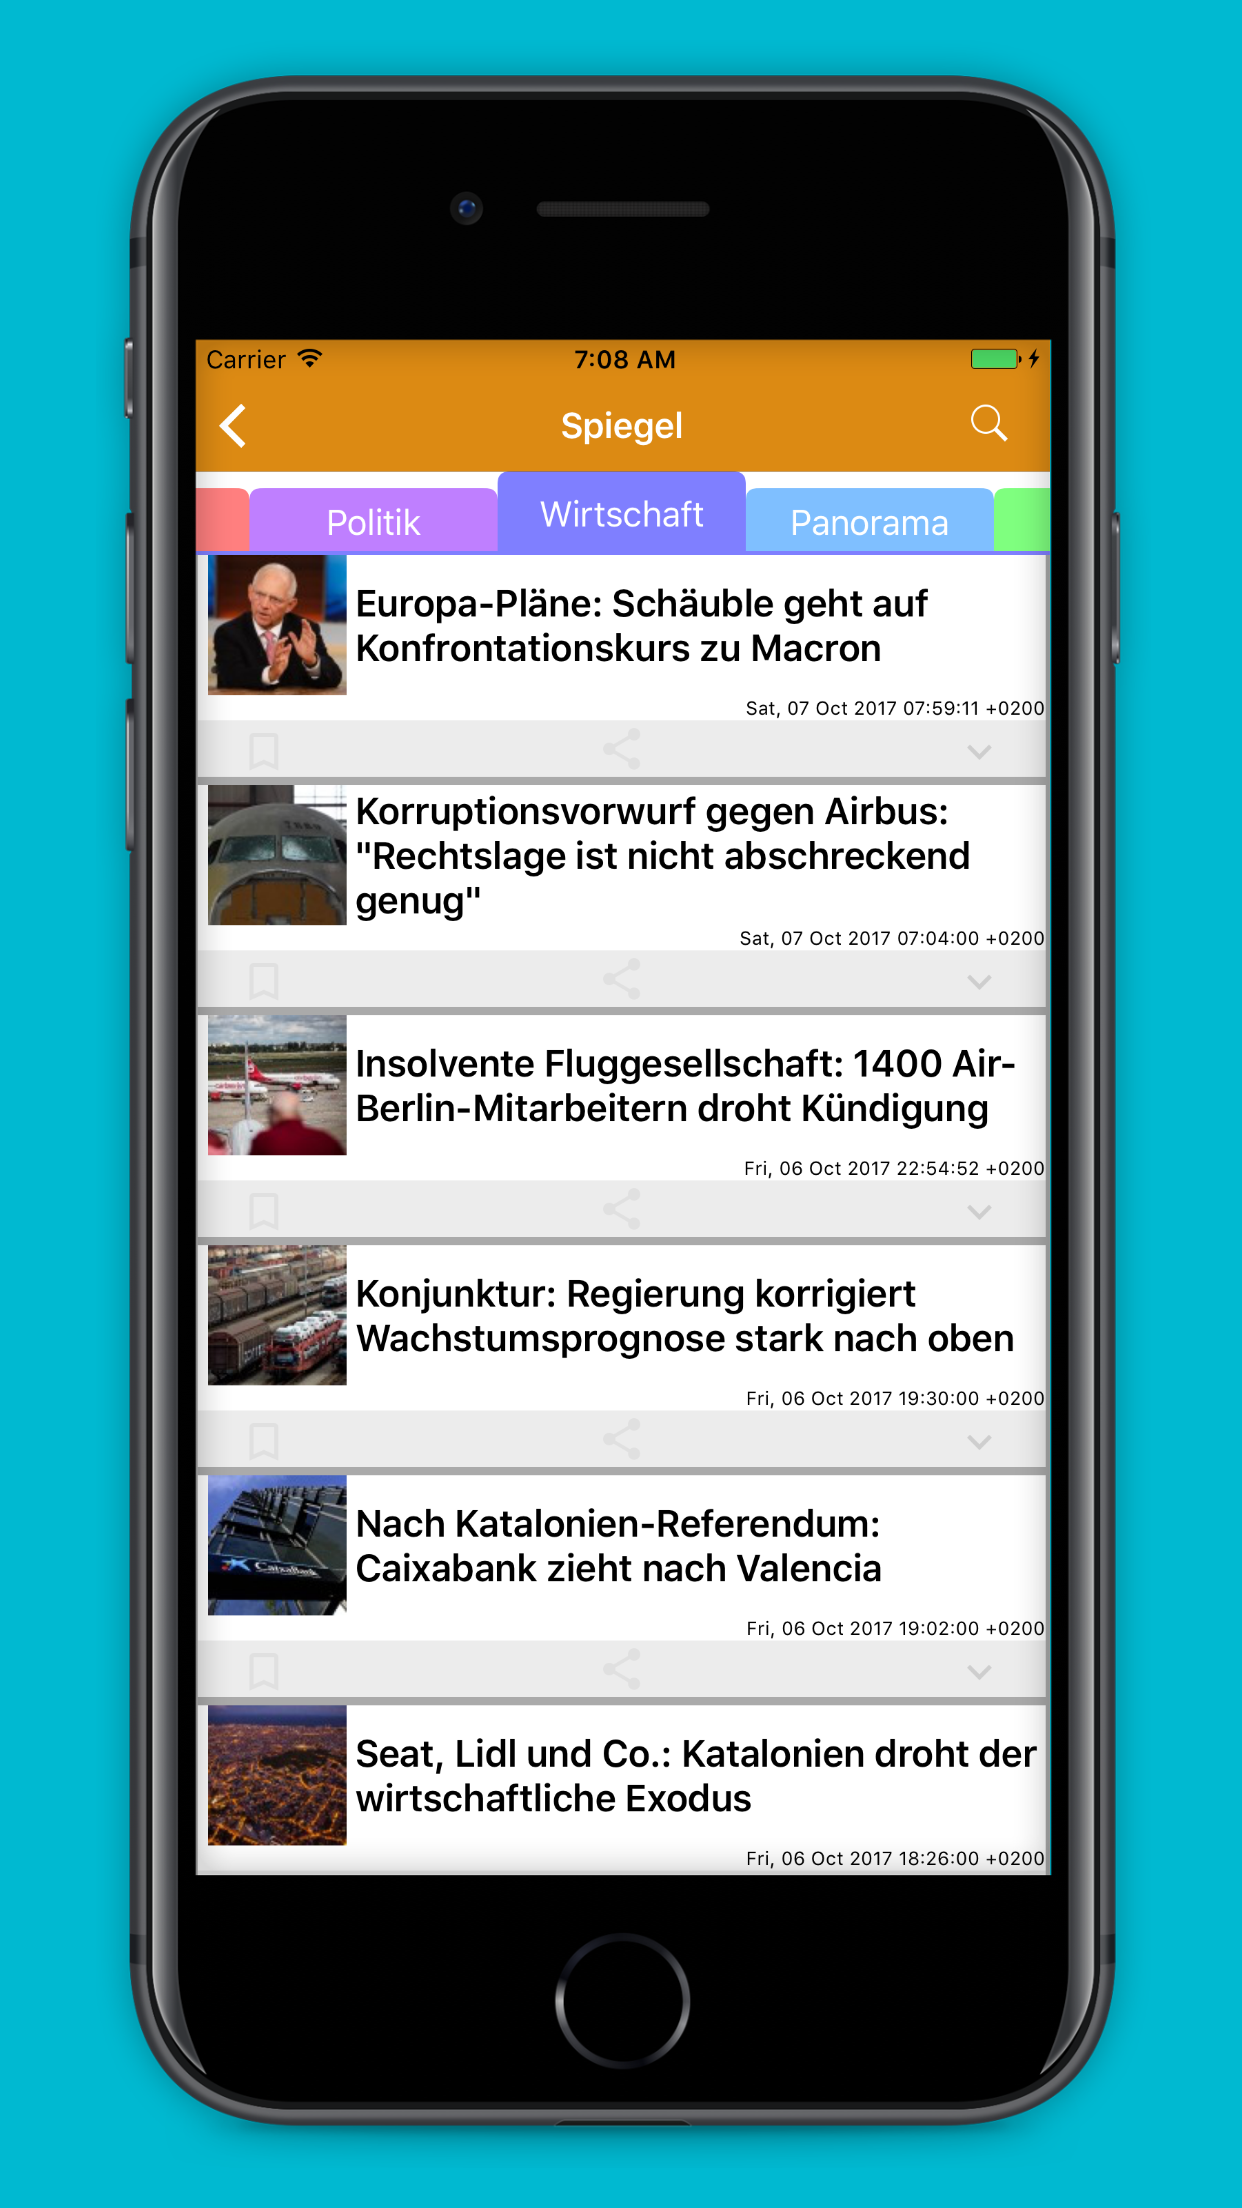 Carrier 7:08 AM
Spiegel
Politik Wirtschaft Panorama
Europa-Pläne: Schäuble geht auf
Konfrontationskurs zu Macron
Sat, 07 Oct 2017 07:59:11 +0200
Korruptionsvorwurf gegen Airbus:
"Rechtslage ist nicht abschreckend
genug"
Sat, 07 Oct 2017 07:04:00 +0200
Insolvente Fluggesellschaft: 1400 Air-
Berlin-Mitarbeitern droht Kündigung
Fri, 06 Oct 2017 22:54:52 +0200
Konjunktur: Regierung korrigiert
Wachstumsprognose stark nach oben
Fri, 06 Oct 2017 19:30:00 +0200
Nach Katalonien-Referendum:
Caixabank zieht nach Valencia
CaixaBank
Fri, 06 Oct 2017 19:02:00 +0200
Seat, Lidl und Co.: Katalonien droht der
wirtschaftliche Exodus
Fri, 06 Oct 2017 18:26:00 +0200